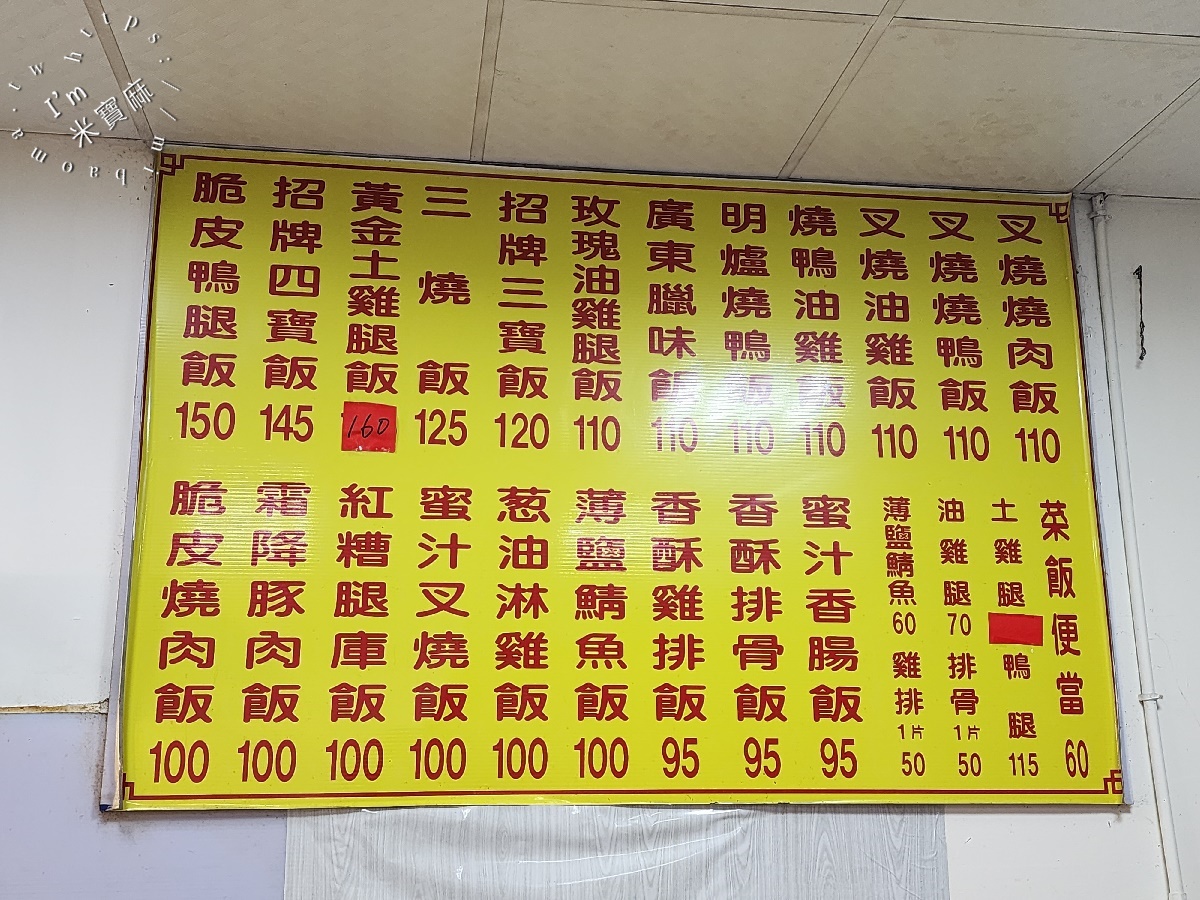 叉燒肉飯 110
叉燒燒鴨飯 110
叉燒油雞飯 110
燒鴨油雞飯 110
明爐燒鴨飯 110
廣東臘味飯 110
玫瑰油雞腿飯 110
招牌三寶飯 120
三燒飯 125
黃金土雞腿飯 160
招牌四寶飯 145
脆皮鴨腿飯 150
菜飯便當 60
土雞腿
鴨腿 115
油雞腿 70
排骨1片 50
薄鹽鯖魚 60
雞排1片 50
蜜汁香腸飯 95
香酥排骨飯 95
香酥雞排飯 95
薄鹽鯖魚飯 100
葱油淋雞飯 100
蜜汁叉燒飯 100
紅糟腿庫飯 100
霜降豚肉飯 100
脆皮燒肉飯 100
I'm
米寶麻
https://mibaoma.tw